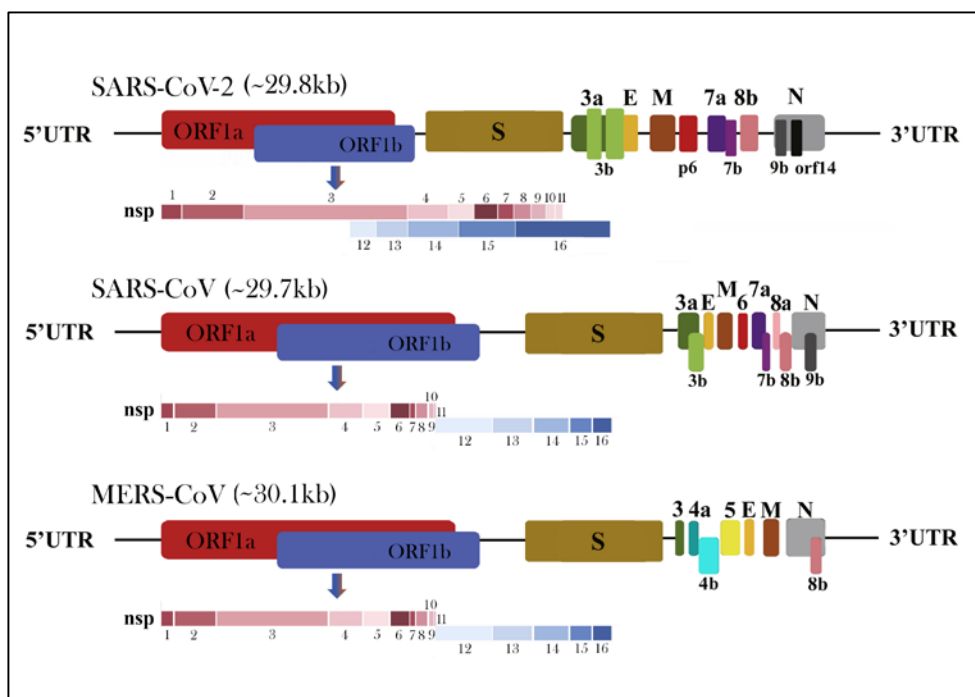 SARS-CoV-2 (~29.8kb)
3a E M 7a 8b N
5'UTR ORF1a ORF1b S 3'UTR
3b p6 7b 9b orf14
1 2 3 4 5 6 7 8 9 10 11
nsp
12 13 14 15 16
SARS-CoV (~29.7kb)
3a E M 6 7a 8a N
5'UTR ORF1a ORF1b S 3'UTR
3b 7b 8b 9b
nsp
10
1 2 3 4 5 6 7 8 9 11
12 13 14 15 16
MERS-CoV (~30.1kb)
3 4a 5 E M N
5'UTR ORF1a ORF1b S 3'UTR
4b 8b
nsp
10
1 2 3 4 5 6 7 8 9 11
12 13 14 15 16